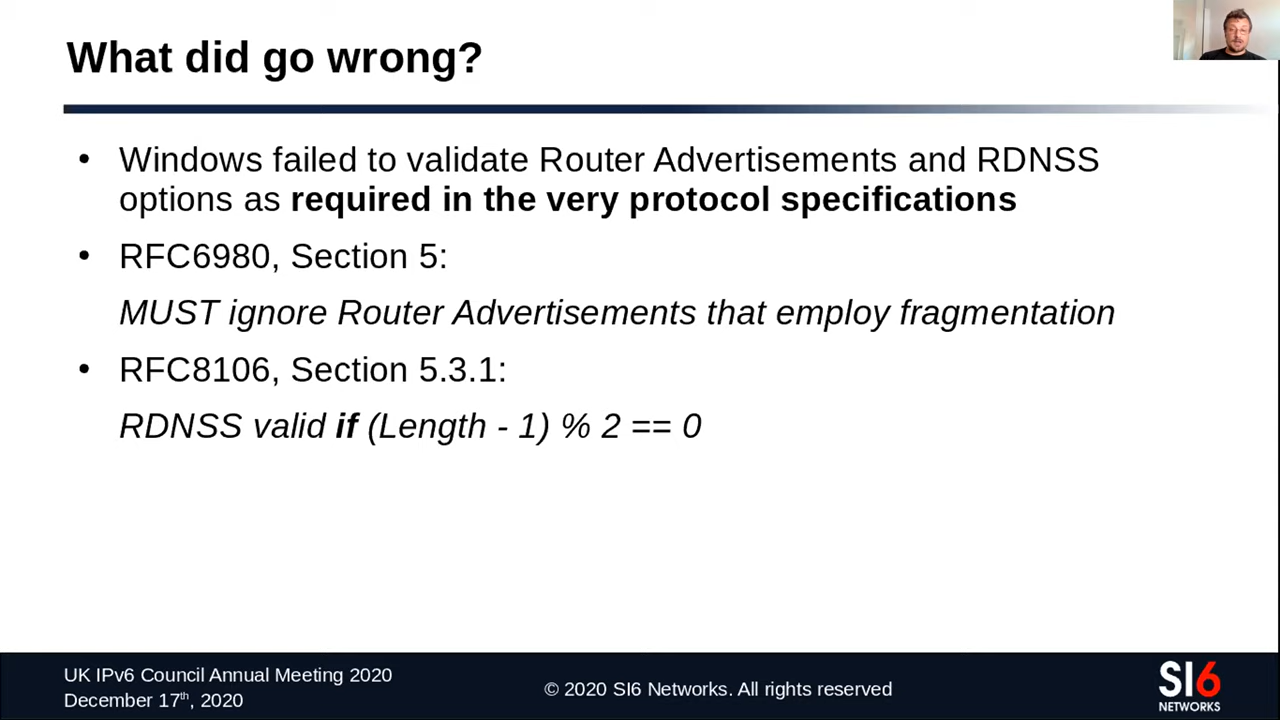 What did go wrong?
• Windows failed to validate Router Advertisements and RDNSS
options as required in the very protocol specifications
• RFC6980, Section 5:
MUST ignore Router Advertisements that employ fragmentation
• RFC8106, Section 5.3.1:
RDNSS valid if (Length - 1) % 2 == 0
UK IPv6 Council Annual Meeting 2020
December 17th, 2020
© 2020 SI6 Networks. All rights reserved
SI6
NETWORKS